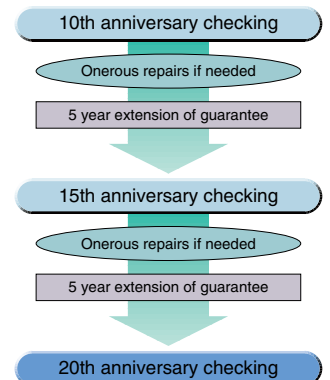 10th anniversary checking
Onerous repairs if needed
5 year extension of guarantee
15th anniversary checking
Onerous repairs if needed
5 year extension of guarantee
20th anniversary checking